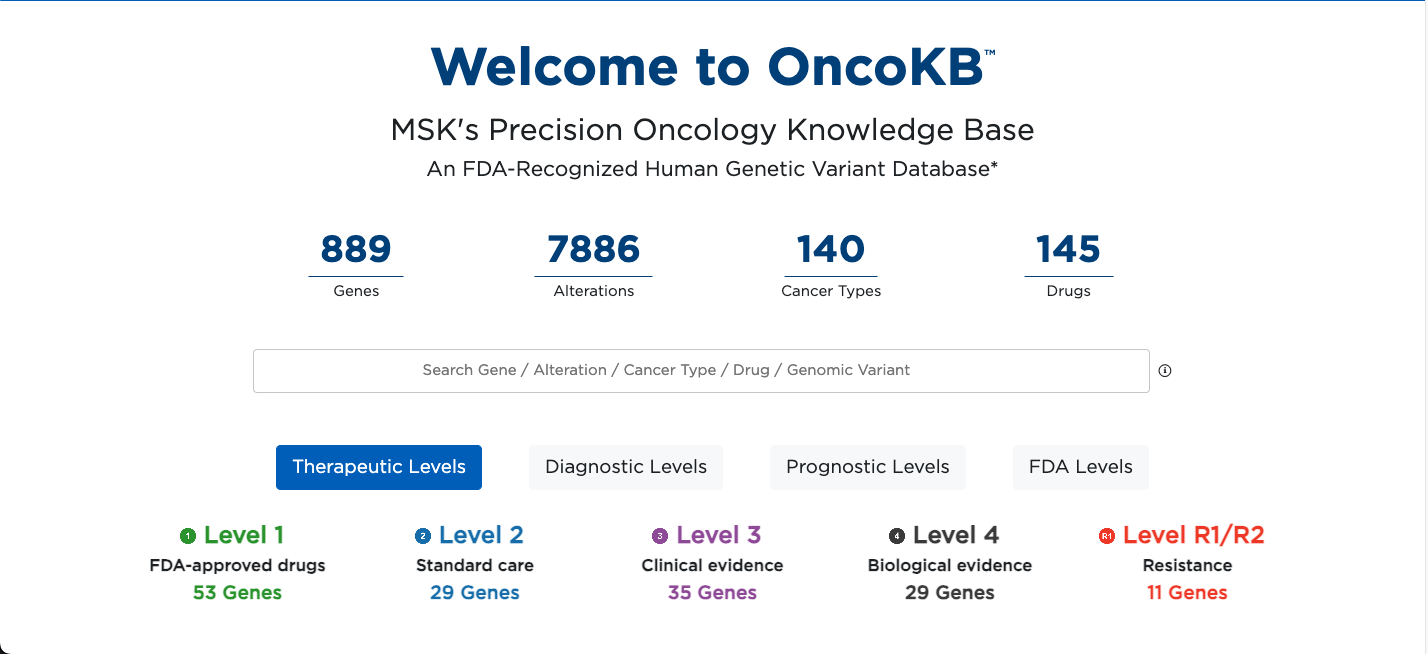 Welcome to OncoKB™
MSK's Precision Oncology Knowledge Base
An FDA-Recognized Human Genetic Variant Database*
889 7886 140 145
Genes Alterations Cancer Types Drugs
Search Gene / Alteration / Cancer Type / Drug / Genomic Variant
Therapeutic Levels Diagnostic Levels Prognostic Levels FDA Levels
1 Level 1 2 Level 2 3 Level 3 4 Level 4 R1 Level R1/R2
FDA-approved drugs Standard care Clinical evidence Biological evidence Resistance
53 Genes 29 Genes 35 Genes 29 Genes 11 Genes